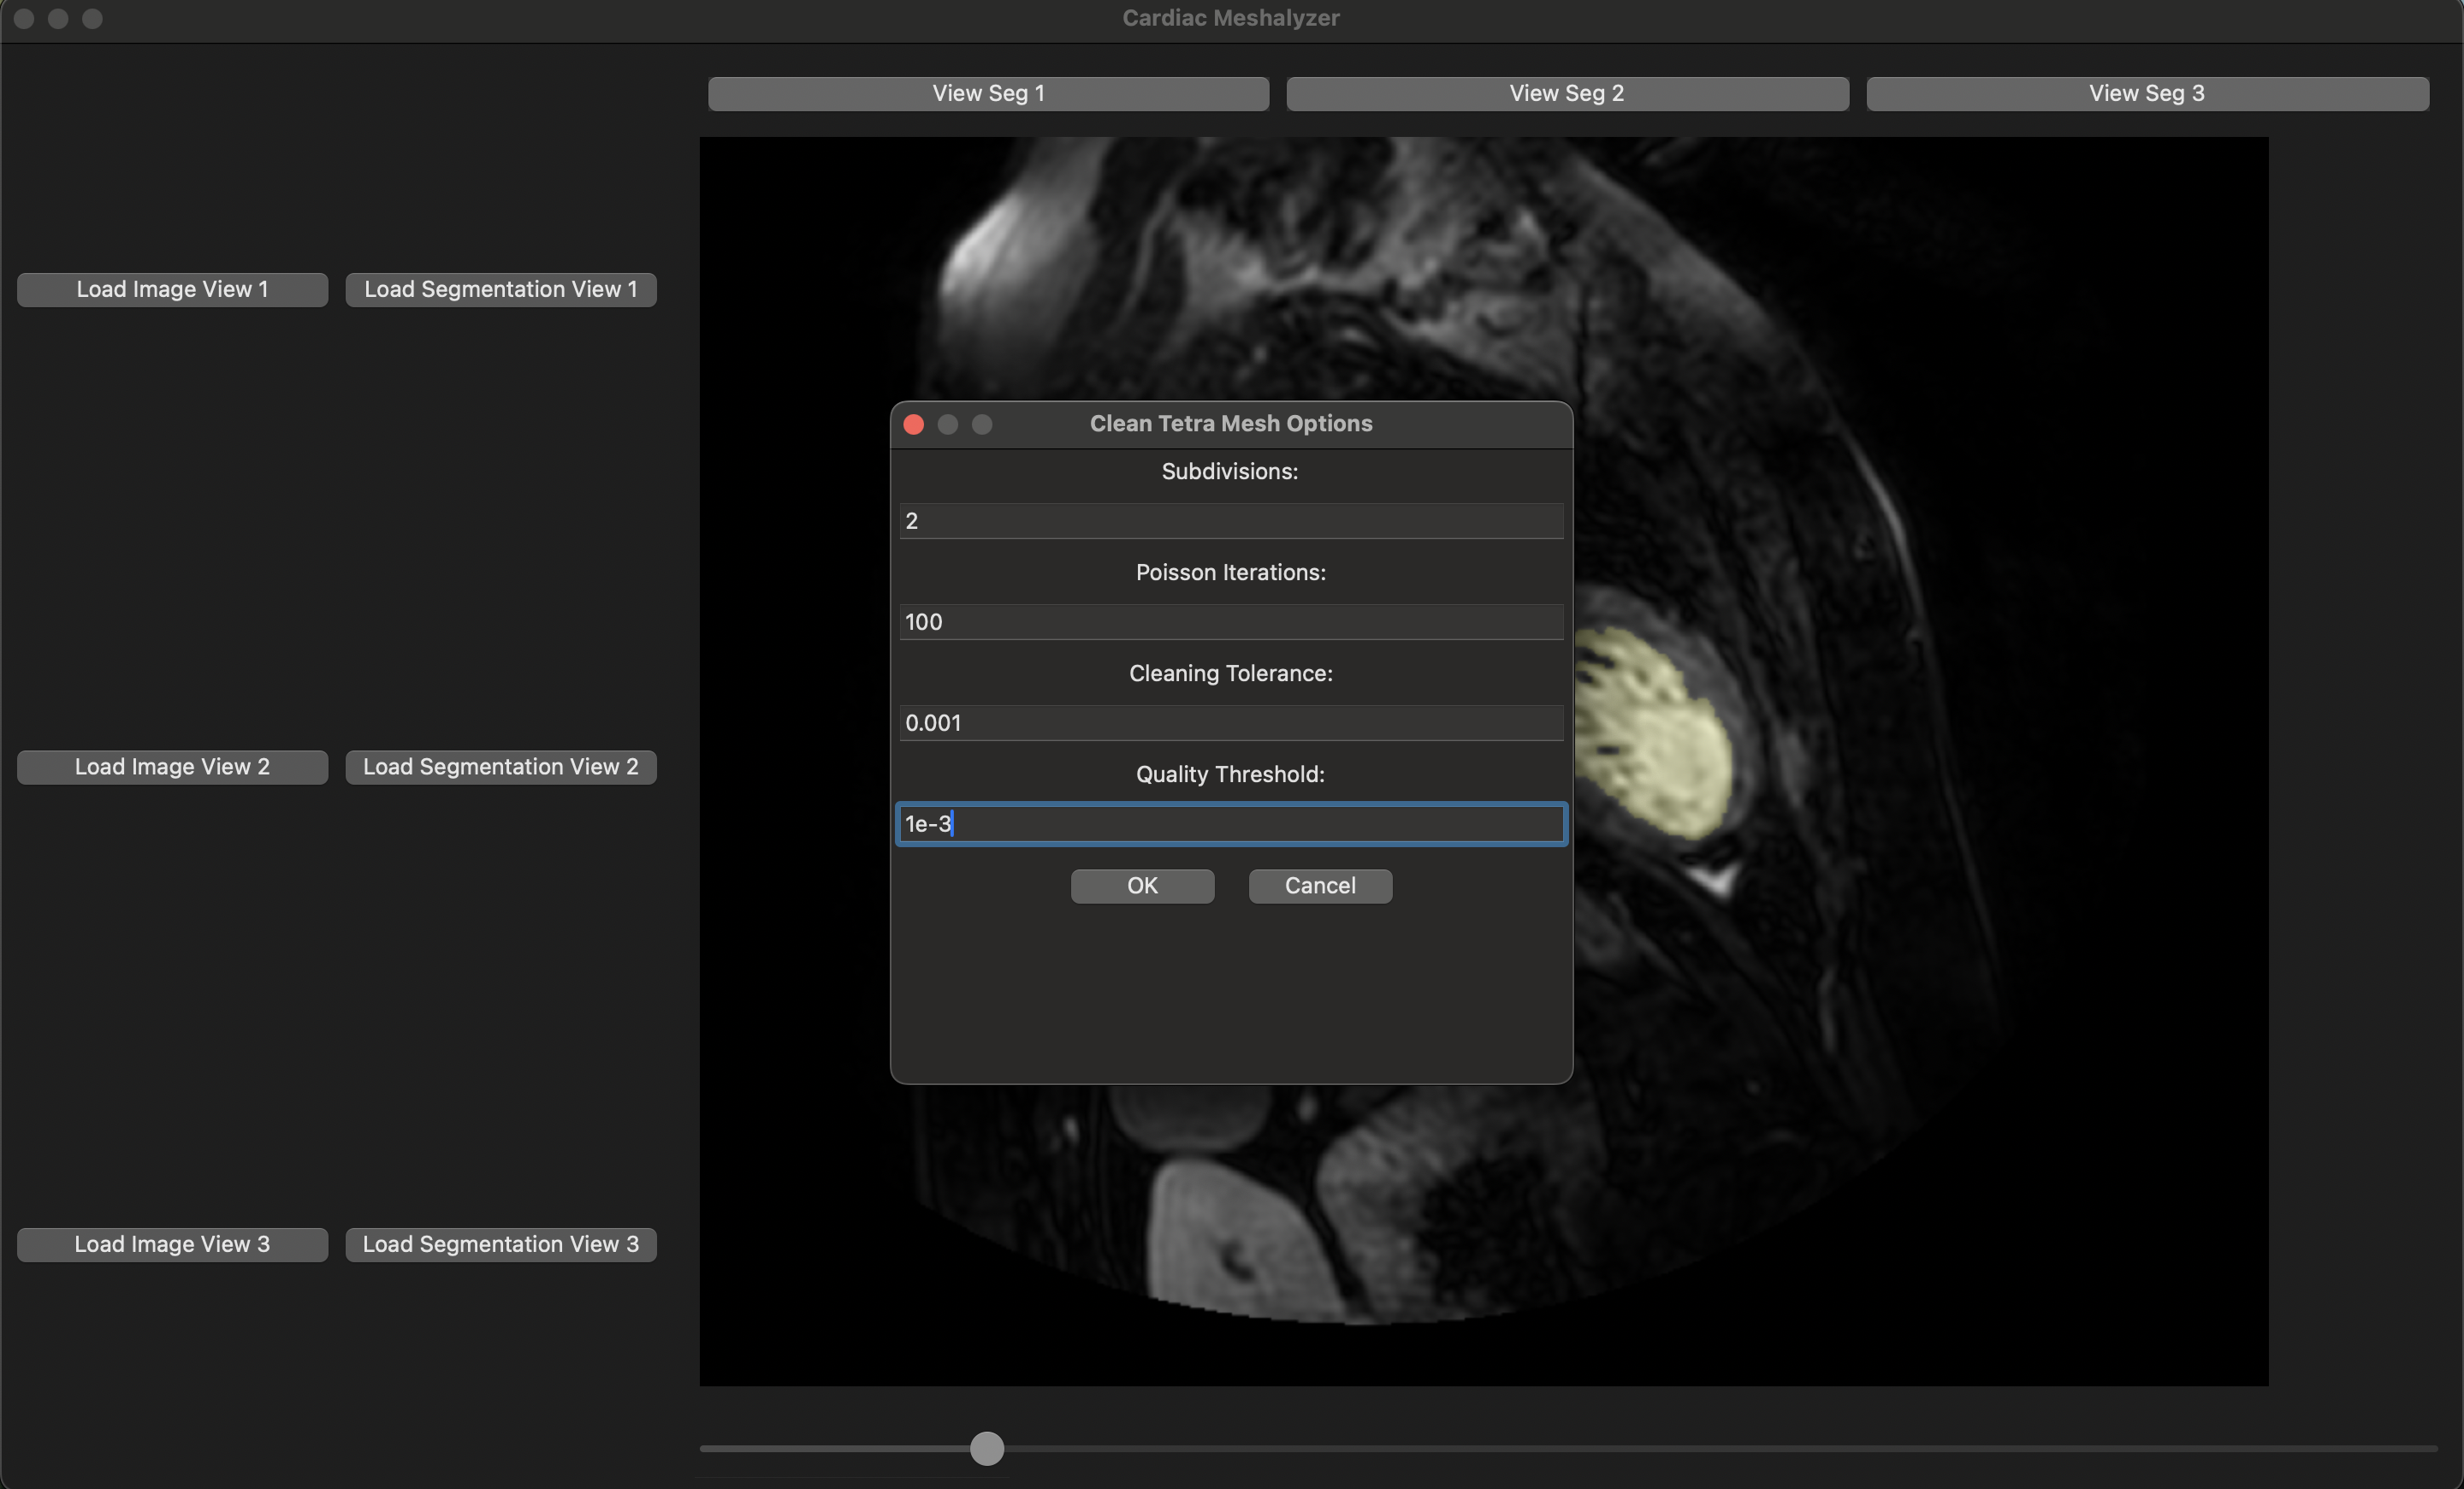 Cardiac Meshalyzer
View Seg 1
View Seg 2
View Seg 3
Load Image View 1
Load Segmentation View 1
Clean Tetra Mesh Options
Subdivisions:
2
Poisson Iterations:
100
Cleaning Tolerance:
0.001
Quality Threshold:
1e-3
OK
Cancel
Load Image View 2
Load Segmentation View 2
Load Image View 3
Load Segmentation View 3